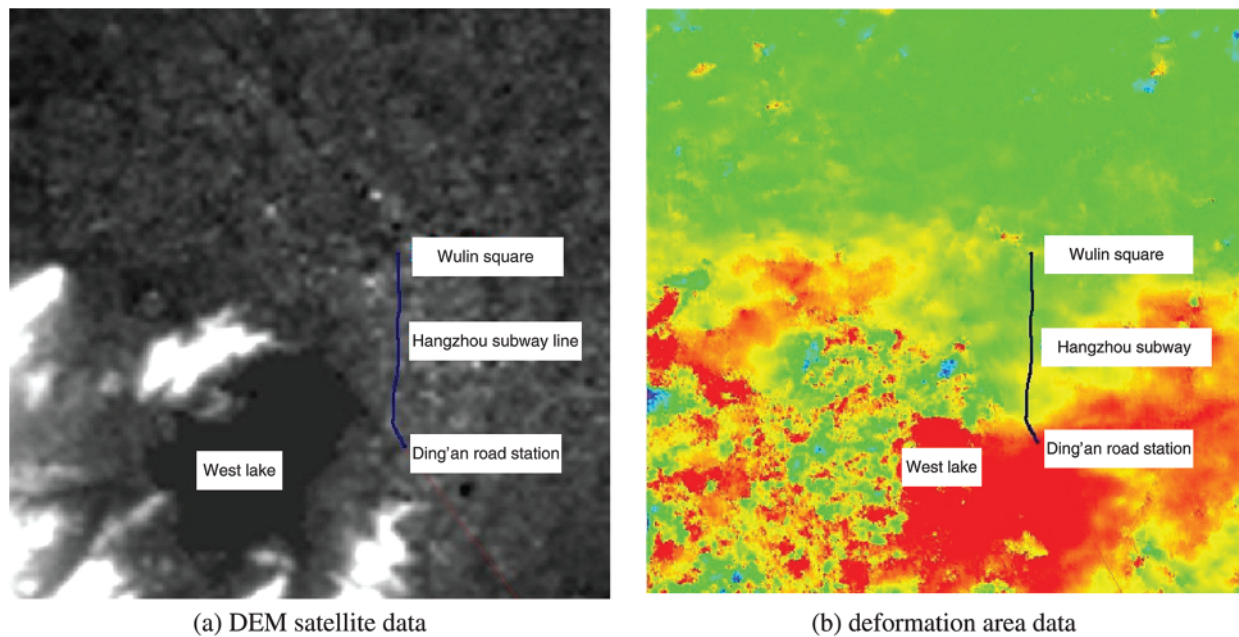 Wulin square
Hangzhou subway line
Ding'an road station
West lake
(a) DEM satellite data
Wulin square
Hangzhou subway
Ding'an road station
West lake
(b) deformation area data